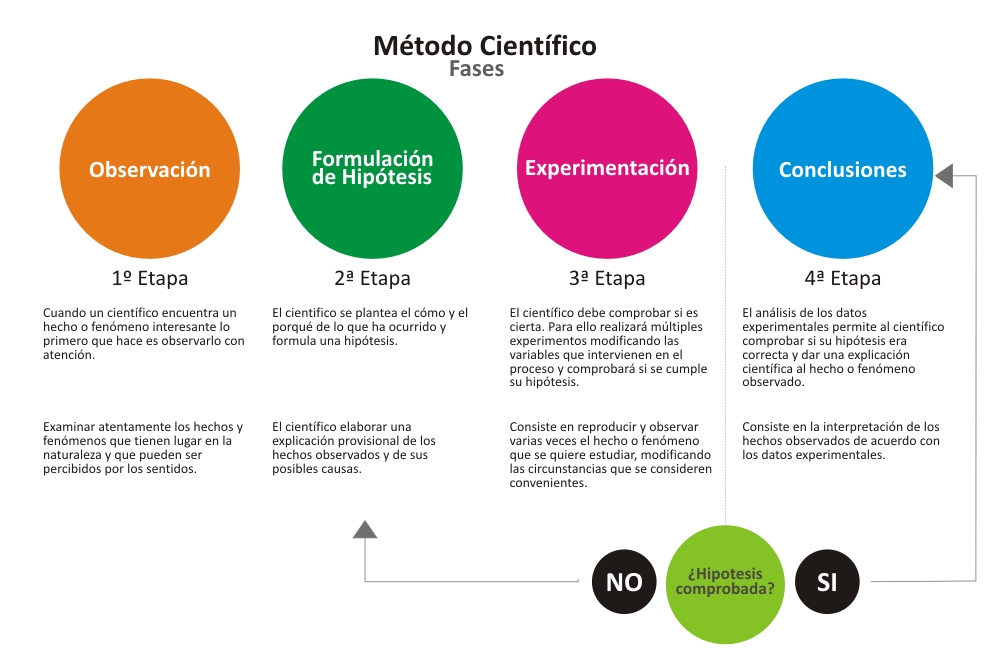 Método Científico
Fases
Observación
1º Etapa
Cuando un científico encuentra un
hecho o fenómeno interesante lo
primero que hace es observarlo con
atención.
Examinar atentamente los hechos y
fenómenos que tienen lugar en la
naturaleza y que pueden ser
percibidos por los sentidos.
Formulación
de Hipótesis
2ª Etapa
El cientifico se plantea el cómo y el
porqué de lo que ha ocurrido y
formula una hipótesis.
El científico elaborar una
explicación provisional de los
hechos observados y de sus
posibles causas.
Experimentación
3ª Etapa
El científico debe comprobar si es
cierta. Para ello realizará múltiples
experimentos modificando las
variables que intervienen en el
proceso y comprobará si se cumple
su hipótesis.
Consiste en reproducir y observar
varias veces el hecho o fenómeno
que se quiere estudiar, modificando
las circunstancias que se consideren
convenientes.
Conclusiones
4ª Etapa
El análisis de los datos
experimentales permite al científico
comprobar si su hipótesis era
correcta y dar una explicación
científica al hecho o fenómeno
observado.
Consiste en la interpretación de los
hechos observados de acuerdo con
los datos experimentales.
NO
¿Hipotesis
comprobada?
SI